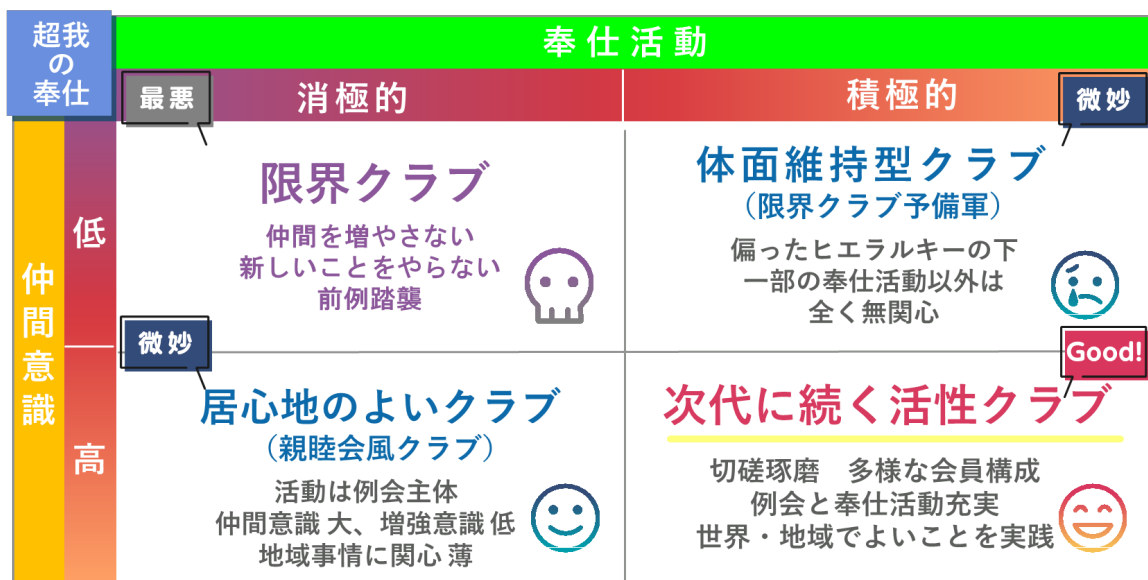 超我
の
奉仕
奉仕活動
最悪
消極的
積極的
微妙
仲間意識
低
限界クラブ
仲間を増やさない
新しいことをやらない
前例踏襲
体面維持型クラブ
(限界クラブ予備軍)
偏ったヒエラルキーの下
一部の奉仕活動以外は
全く無関心
高
微妙
居心地のよいクラブ
(親睦会風クラブ)
活動は例会主体
仲間意識 大、増強意識 低
地域事情に関心 薄
Good!
次代に続く活性クラブ
切磋琢磨 多様な会員構成
例会と奉仕活動充実
世界・地域でよいことを実践